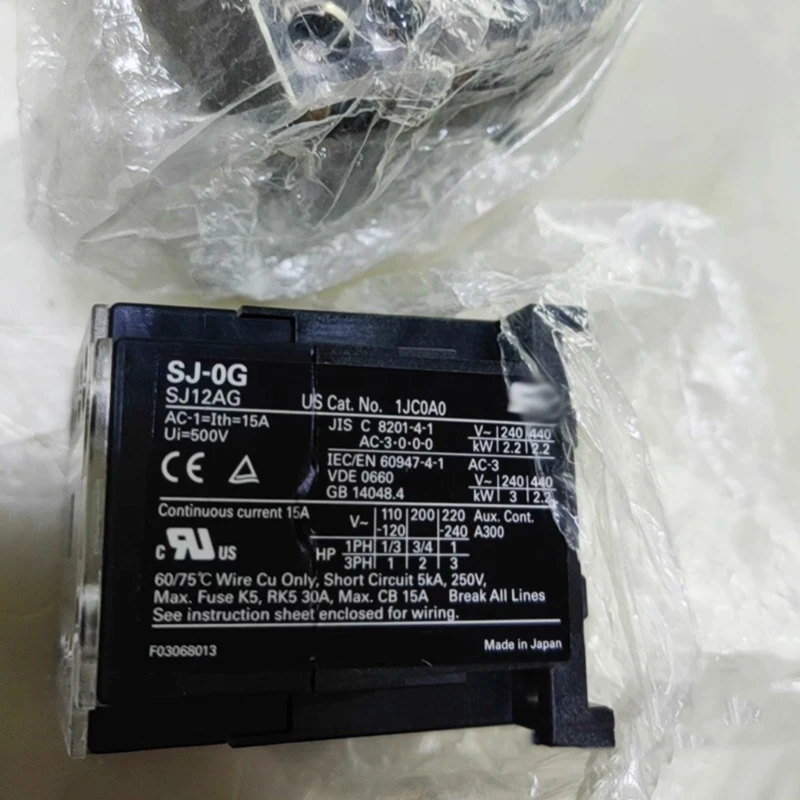 SJ-0G
SJ12AG
US Cat. No. 1JC0A0
AC-1=Ith=15A
Ui=500V
JIS C 8201-4-1
AC-3·0·0-0
V~ 240 440
kW 2.2 2.2
CE
IEC/EN 60947-4-1
VDE 0660
GB 14048.4
AC-3
V~ 240 440
kW 3 2.2
Continuous current 15A
V~ 110-120 200 220-240
Aux. Cont.
A300
c RU US
HP 1PH 1/3 3/4 1
3PH 1 2 3
60/75℃ Wire Cu Only, Short Circuit 5kA, 250V,
Max. Fuse K5, RK5 30A, Max. CB 15A Break All Lines
See instruction sheet enclosed for wiring.
F03068013
Made in Japan